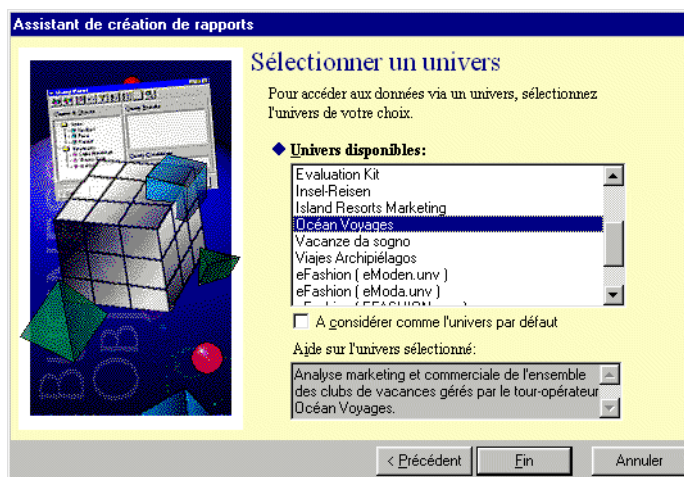 Assistant de création de rapports
Sélectionner un univers
Pour accéder aux données via un univers, sélectionnez
l'univers de votre choix.
Univers disponibles:
Evaluation Kit
Insel-Reisen
Island Resorts Marketing
Océan Voyages
Vacanze da sogno
Viajes Archipiélagos
eFashion ( eModen.unv )
eFashion ( eModa.unv )
A considérer comme l'univers par défaut
Aide sur l'univers sélectionné:
Analyse marketing et commerciale de l'ensemble
des clubs de vacances gérés par le tour-opérateur
Océan Voyages.
< Précédent
Fin
Annuler